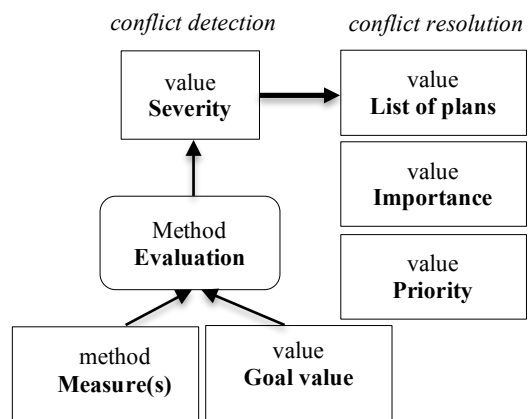 conflict detection
conflict resolution
value
Severity
value
List of plans
value
Importance
Method
Evaluation
value
Priority
method
Measure(s)
value
Goal value